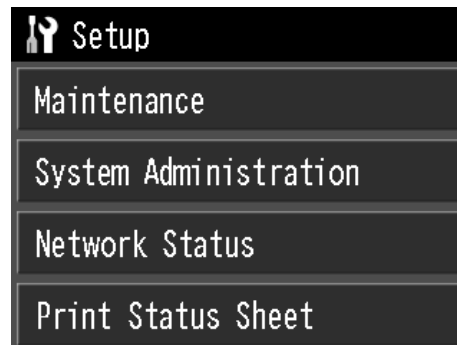 Setup
Maintenance
System Administration
Network Status
Print Status Sheet